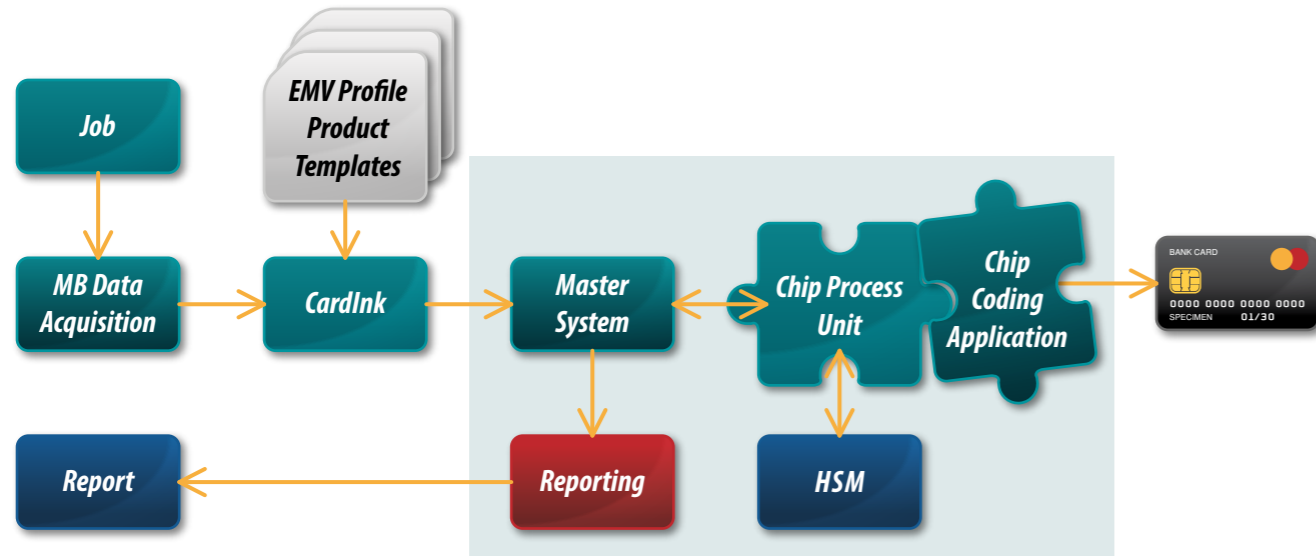 Job
EMV Profile
Product
Templates
MB Data
Acquisition
CardInk
Master
System
Chip Process
Unit
Chip
Coding
Application
BANK CARD
0000 0000 0000 0000
SPECIMEN 01/30
Report
Reporting
HSM